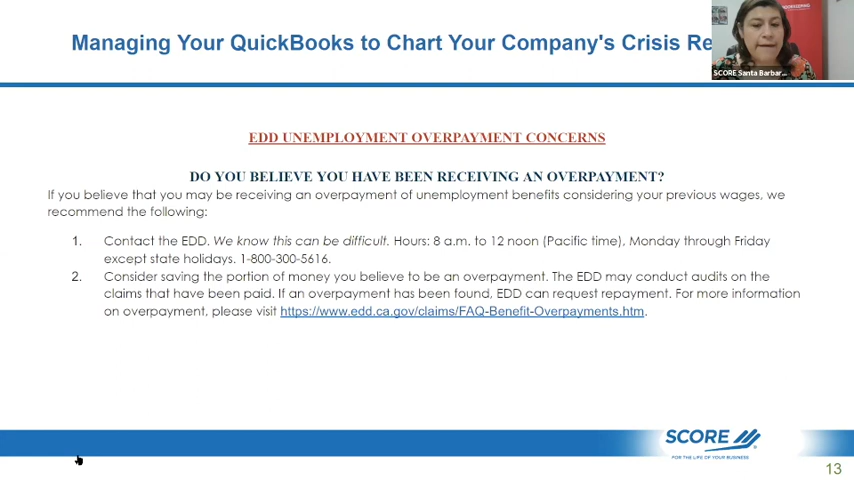 Managing Your QuickBooks to Chart Your Company's Crisis Re
SCORE Santa Barbar...
EDD UNEMPLOYMENT OVERPAYMENT CONCERNS
DO YOU BELIEVE YOU HAVE BEEN RECEIVING AN OVERPAYMENT?
If you believe that you may be receiving an overpayment of unemployment benefits considering your previous wages, we
recommend the following:
1. Contact the EDD. We know this can be difficult. Hours: 8 a.m. to 12 noon (Pacific time), Monday through Friday
except state holidays. 1-800-300-5616.
2. Consider saving the portion of money you believe to be an overpayment. The EDD may conduct audits on the
claims that have been paid. If an overpayment has been found, EDD can request repayment. For more information
on overpayment, please visit https://www.edd.ca.gov/claims/FAQ-Benefit-Overpayments.htm.
SCORE
FOR THE LIFE OF YOUR BUSINESS
13